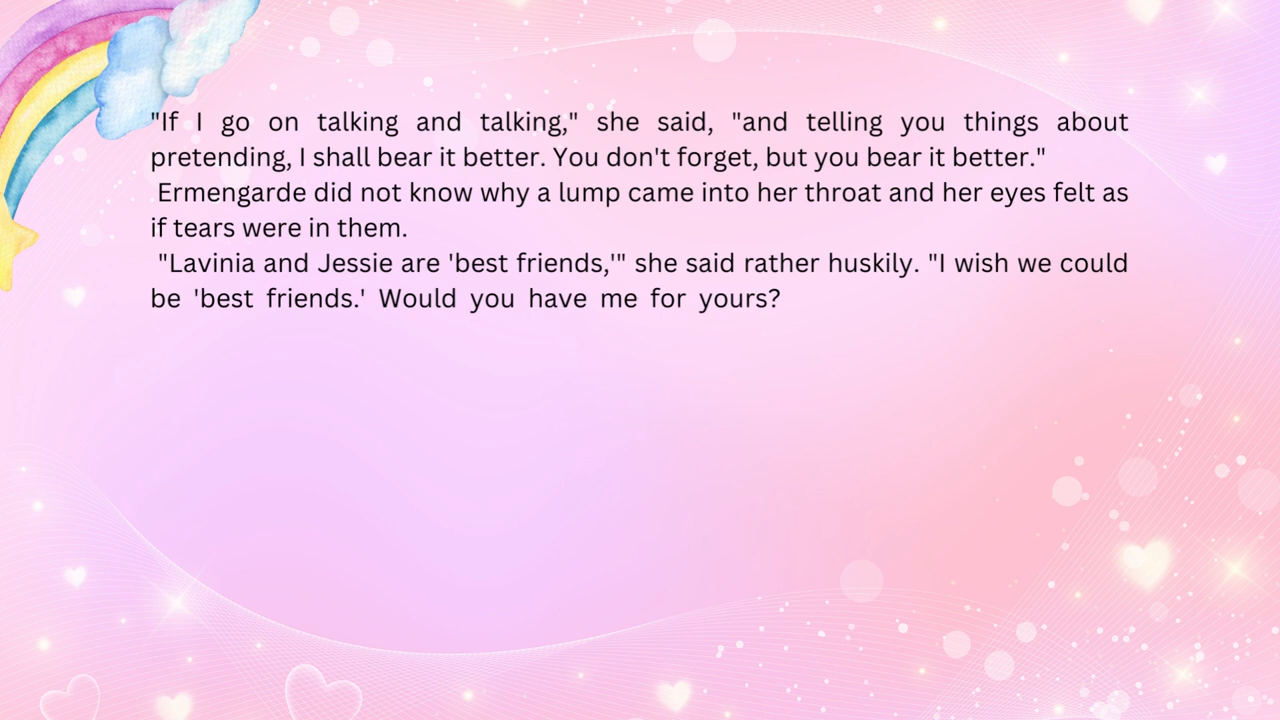 "If I go on talking and talking," she said, "and telling you things about
pretending, I shall bear it better. You don't forget, but you bear it better."
Ermengarde did not know why a lump came into her throat and her eyes felt as
if tears were in them.
"Lavinia and Jessie are 'best friends,'" she said rather huskily. "I wish we could
be 'best friends.' Would you have me for yours?